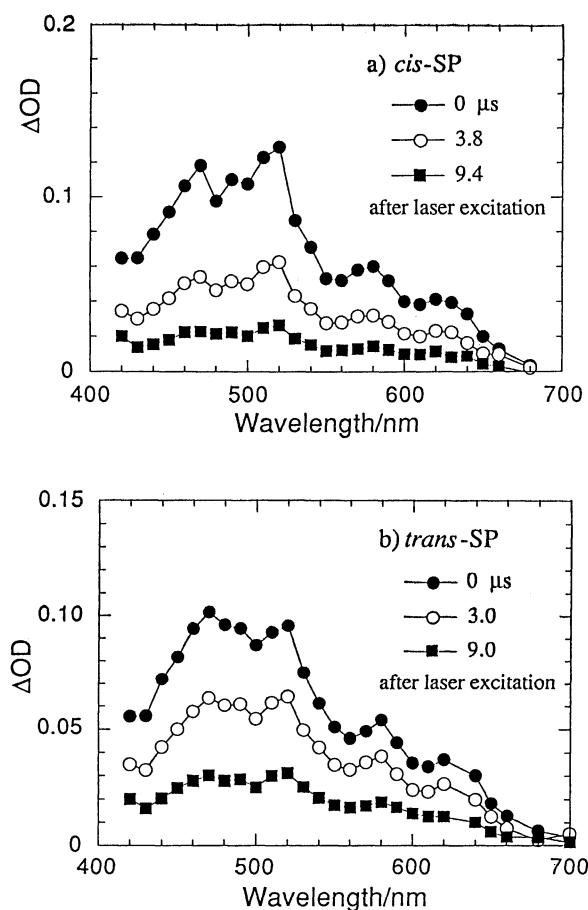 0.2
a) cis-SP
0 μs
3.8
0.1
9.4
after laser excitation
ΔOD
0
400 500 600 700
Wavelength/nm
0.15
b) trans-SP
0 μs
0.10
3.0
9.0
after laser excitation
ΔOD
0.05
0
400 500 600 700
Wavelength/nm